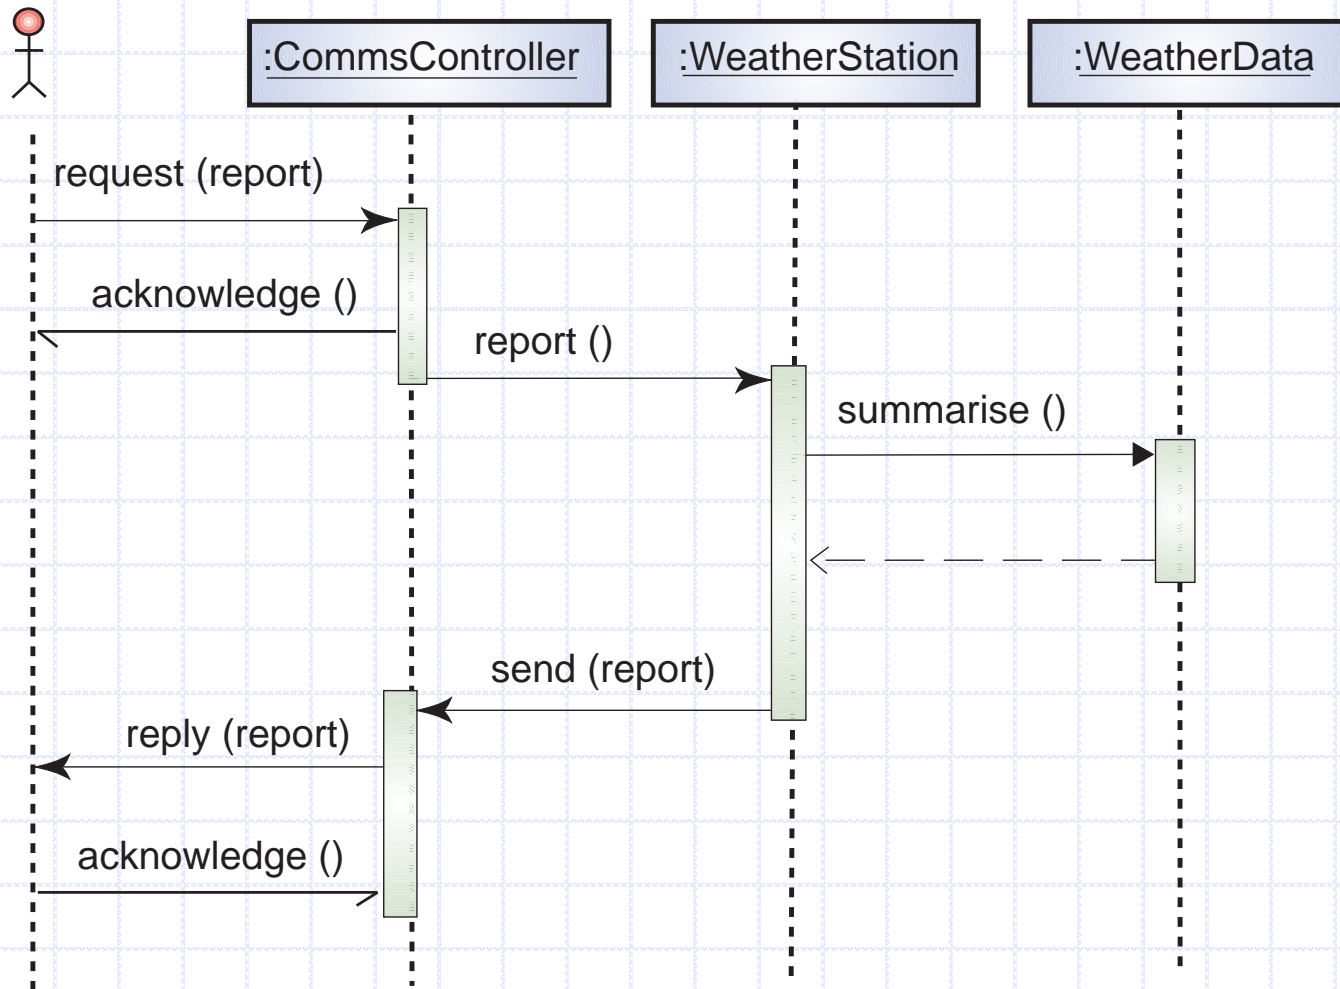 :CommsController
:WeatherStation
:WeatherData
request (report)
acknowledge ()
report ()
summarise ()
send (report)
reply (report)
acknowledge ()